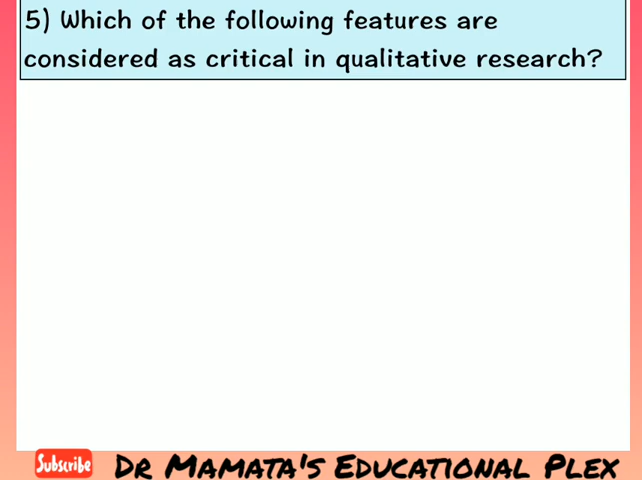 5) Which of the following features are
considered as critical in qualitative research?
Subscribe
DR MAMATA'S EDUCATIONAL PLEX